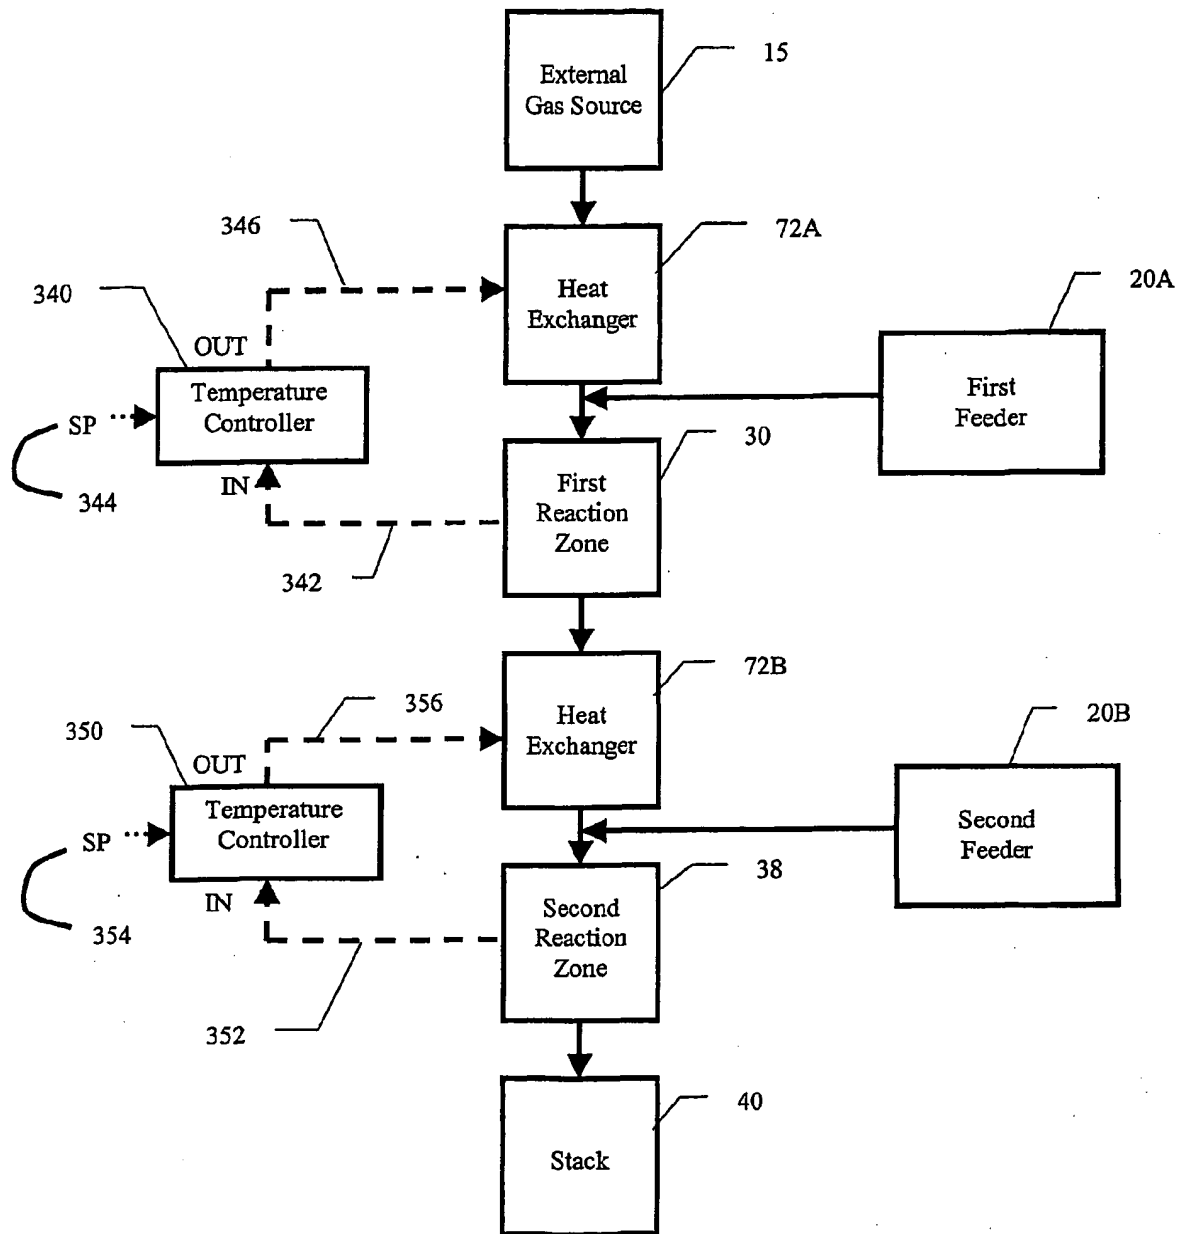 External
Gas Source
15
346
72A
Heat
Exchanger
20A
340
OUT
Temperature
Controller
SP
First
Feeder
30
344
IN
First
Reaction
Zone
342
72B
356
Heat
Exchanger
20B
350
OUT
Temperature
Controller
SP
Second
Feeder
38
354
IN
Second
Reaction
Zone
352
40
Stack